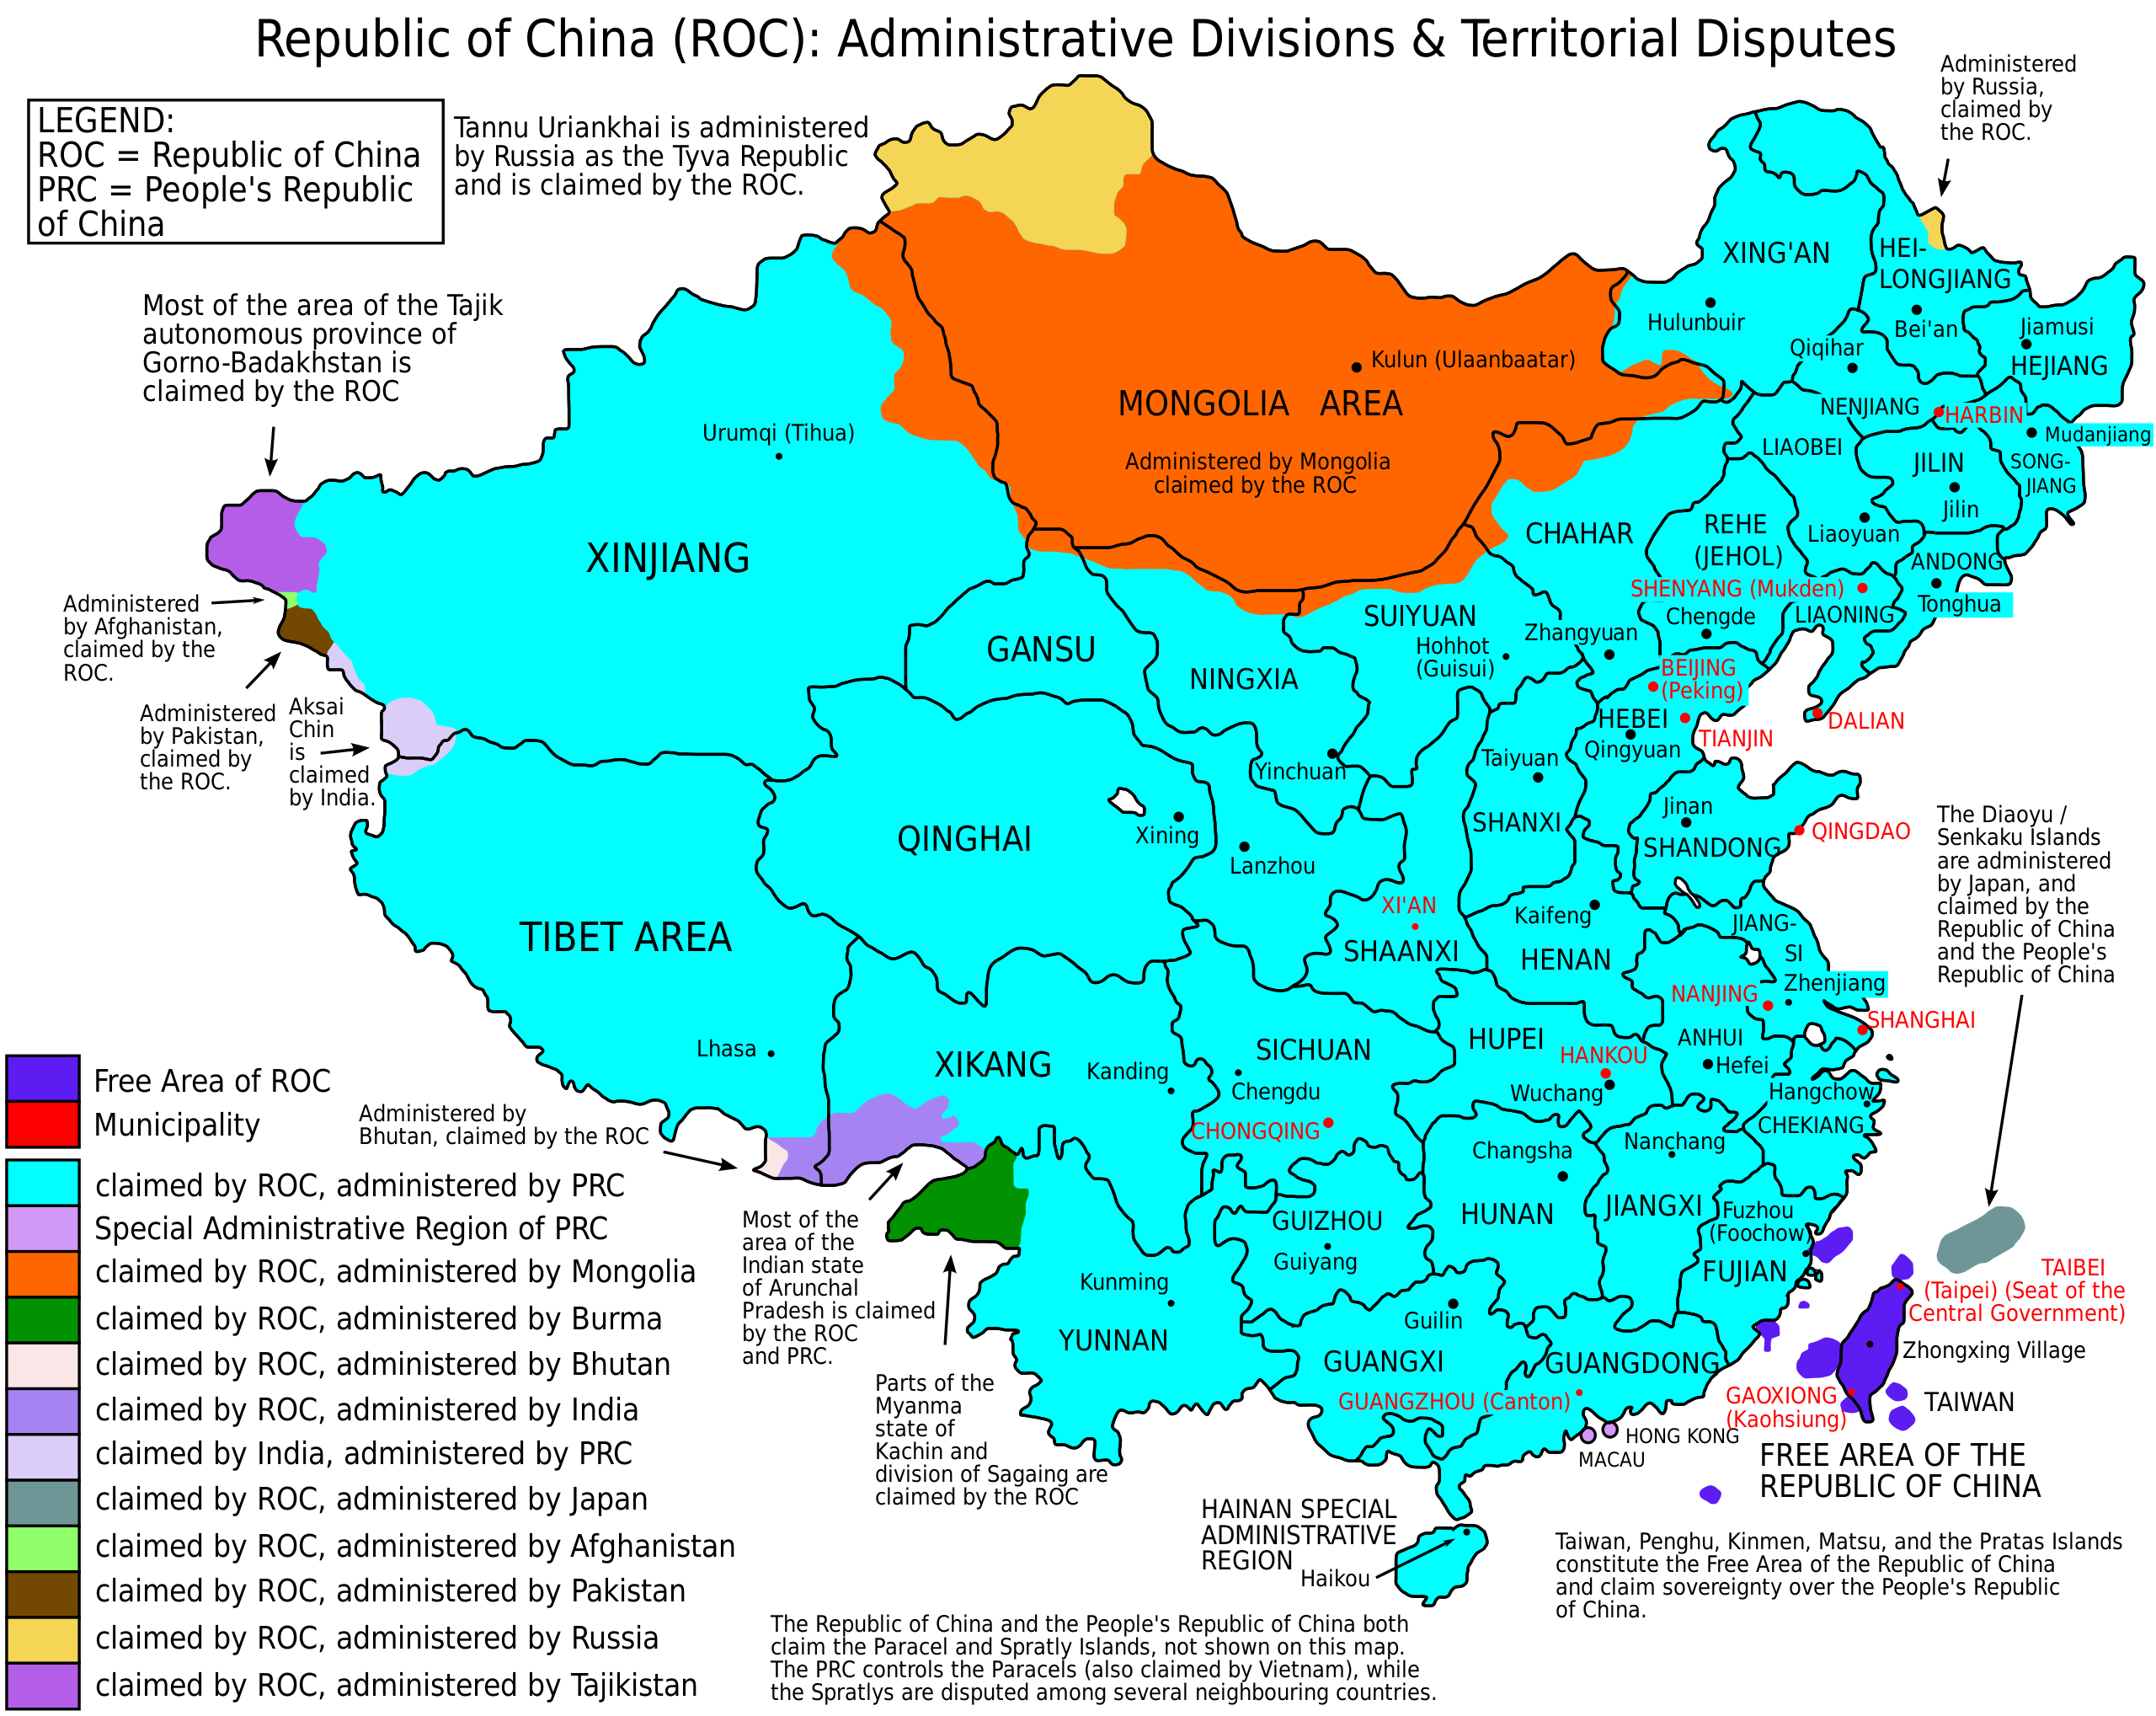 Republic of China (ROC): Administrative Divisions & Territorial Disputes
LEGEND:
ROC = Republic of China
PRC = People's Republic
of China
Tannu Uriankhai is administered
by Russia as the Tyva Republic
and is claimed by the ROC.
Administered
by Russia,
claimed by
the ROC.
Most of the area of the Tajik
autonomous province of
Gorno-Badakhstan is
claimed by the ROC
XING'AN
Hulunbuir
HEI-
LONGJIANG
Bei'an
Jiamusi
HEJIANG
Qiqihar
NENJIANG
HARBIN
Mudanjiang
Kulun (Ulaanbaatar)
MONGOLIA AREA
Administered by Mongolia
claimed by the ROC
Urumqi (Tihua)
XINJIANG
LIAOBEI
JILIN
Jilin
SONG-
JIANG
CHAHAR
REHE
(JEHOL)
Liaoyuan
ANDONG
SHENYANG (Mukden)
Chengde
LIAONING
Tonghua
Administered
by Afghanistan,
claimed by the
ROC.
Administered
by Pakistan,
claimed by
the ROC.
Aksai
Chin
is
claimed
by India.
GANSU
NINGXIA
SUIYUAN
Hohhot
(Guisui)
Zhangyuan
BEIJING
(Peking)
HEBEI
Qingyuan
TIANJIN
DALIAN
Yinchuan
Taiyuan
SHANXI
Jinan
SHANDONG
QINGDAO
The Diaoyu /
Senkaku Islands
are administered
by Japan, and
claimed by the
Republic of China
and the People's
Republic of China
QINGHAI
Xining
Lanzhou
XI'AN
SHAANXI
Kaifeng
HENAN
JIANG-
SI
Zhenjiang
NANJING
SHANGHAI
TIBET AREA
Lhasa
XIKANG
Kanding
SICHUAN
Chengdu
CHONGQING
HUPEI
HANKOU
Wuchang
ANHUI
Hefei
Hangchow
CHEKIANG
Administered by
Bhutan, claimed by the ROC
Changsha
HUNAN
Nanchang
JIANGXI
Fuzhou
(Foochow)
FUJIAN
GUIZHOU
Guiyang
Most of the
area of the
Indian state
of Arunchal
Pradesh is claimed
by the ROC
and PRC.
Kunming
YUNNAN
Parts of the
Myanma
state of
Kachin and
division of Sagaing are
claimed by the ROC
Guilin
GUANGXI
GUANGDONG
GUANGZHOU (Canton)
HONG KONG
MACAU
TAIBEI
(Taipei) (Seat of the
Central Government)
Zhongxing Village
GAOXIONG
(Kaohsiung)
TAIWAN
FREE AREA OF THE
REPUBLIC OF CHINA
HAINAN SPECIAL
ADMINISTRATIVE
REGION
Haikou
Taiwan, Penghu, Kinmen, Matsu, and the Pratas Islands
constitute the Free Area of the Republic of China
and claim sovereignty over the People's Republic
of China.
The Republic of China and the People's Republic of China both
claim the Paracel and Spratly Islands, not shown on this map.
The PRC controls the Paracels (also claimed by Vietnam), while
the Spratlys are disputed among several neighbouring countries.
Free Area of ROC
Municipality
claimed by ROC, administered by PRC
Special Administrative Region of PRC
claimed by ROC, administered by Mongolia
claimed by ROC, administered by Burma
claimed by ROC, administered by Bhutan
claimed by ROC, administered by India
claimed by India, administered by PRC
claimed by ROC, administered by Japan
claimed by ROC, administered by Afghanistan
claimed by ROC, administered by Pakistan
claimed by ROC, administered by Russia
claimed by ROC, administered by Tajikistan